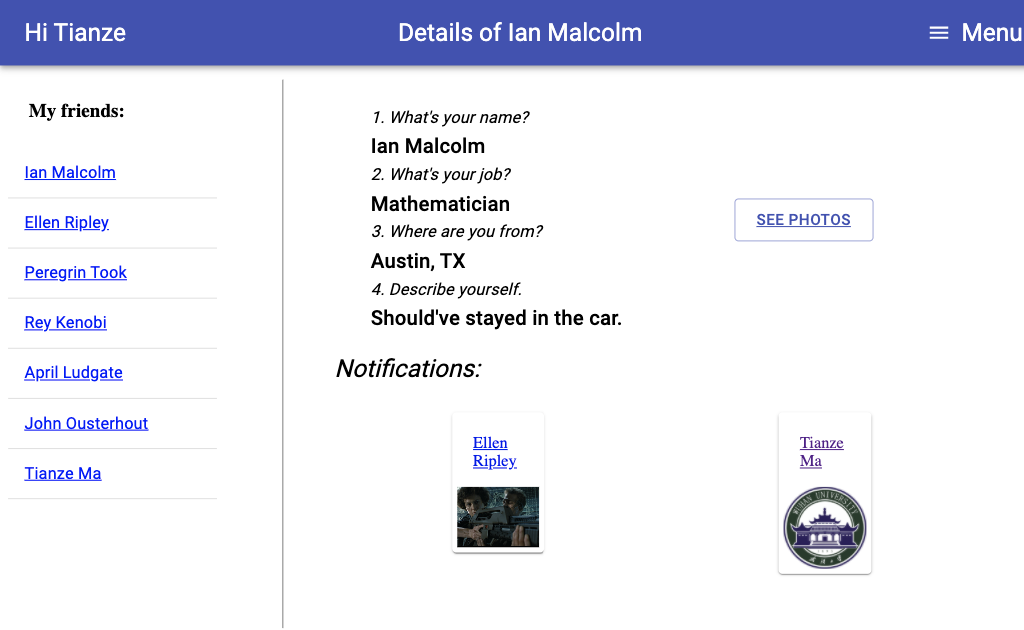 Hi Tianze
Details of Ian Malcolm
Menu
My friends:
Ian Malcolm
Ellen Ripley
Peregrin Took
Rey Kenobi
April Ludgate
John Ousterhout
Tianze Ma
1. What's your name?
Ian Malcolm
2. What's your job?
Mathematician
3. Where are you from?
Austin, TX
4. Describe yourself.
Should've stayed in the car.
SEE PHOTOS
Notifications:
Ellen
Ripley
Tianze
Ma
WUHAN UNIVERSITY